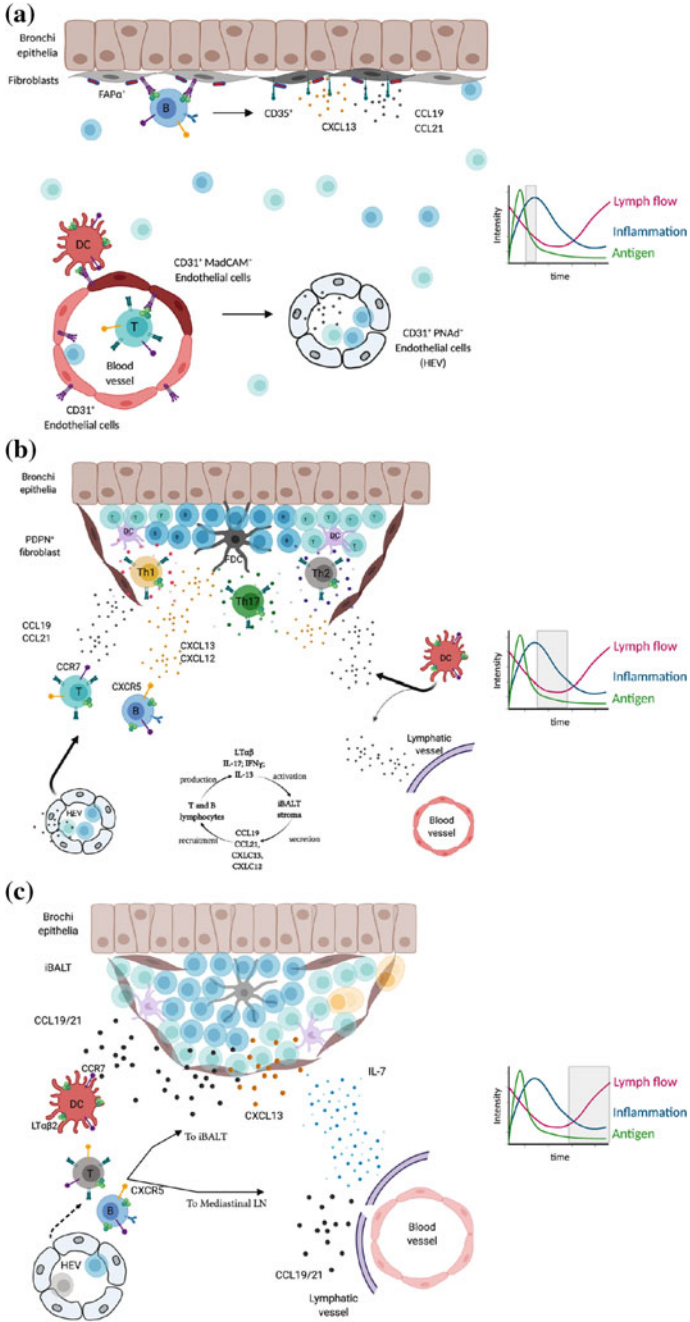 (a)
Bronchi
epithelia
Fibroblasts
FAPα⁺
B
CD35⁺
CXCL13
CCL19
CCL21
DC
CD31⁺ MadCAM⁺
Endothelial cells
T
Blood
vessel
CD31⁺
Endothelial cells
CD31⁺ PNAd⁺
Endothelial cells
(HEV)
Intensity
time
Lymph flow
Inflammation
Antigen
(b)
Bronchi
epithelia
PDPN⁺
fibroblast
DC
DC
FDC
Th1
Th17
Th2
CCL19
CCL21
CCR7
T
CXCR5
B
CXCL13
CXCL12
DC
HEV
LTαβ
IL-17; IFNγ;
IL-13
production
activation
T and B
lymphocytes
iBALT
stroma
recruitment
secretion
CCL19
CCL21,
CXLC13,
CXLC12
Lymphatic
vessel
Blood
vessel
Intensity
time
Lymph flow
Inflammation
Antigen
(c)
Brochi
epithelia
iBALT
CCL19/21
CCR7
DC
LTαβ2
CXCL13
IL-7
To iBALT
T
CXCR5
B
To Mediastinal LN
HEV
CCL19/21
Lymphatic
vessel
Blood
vessel
Intensity
time
Lymph flow
Inflammation
Antigen